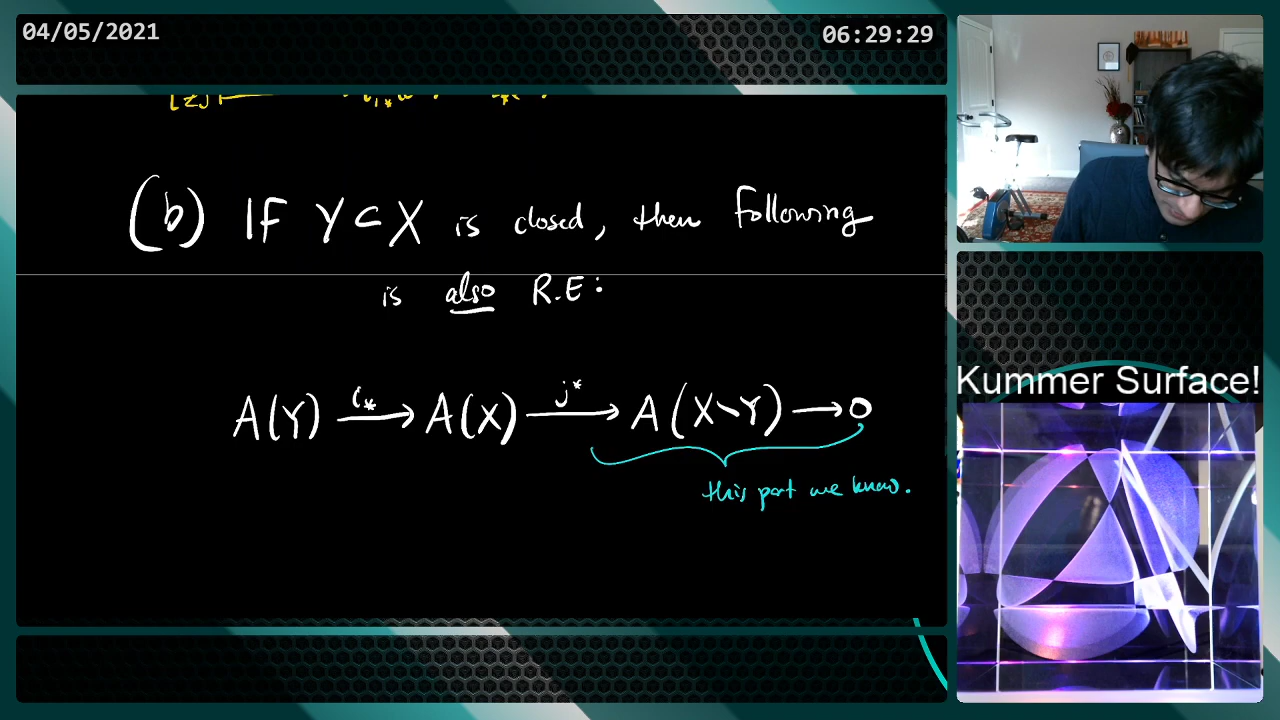 04/05/2021
06:29:29
(b) IF Y ⊂ X is closed, then following
is also R.E:
A(Y) →^{i_*} A(X) →^{j^*} A(X∖Y) → 0
this part we know.
Kummer Surface!